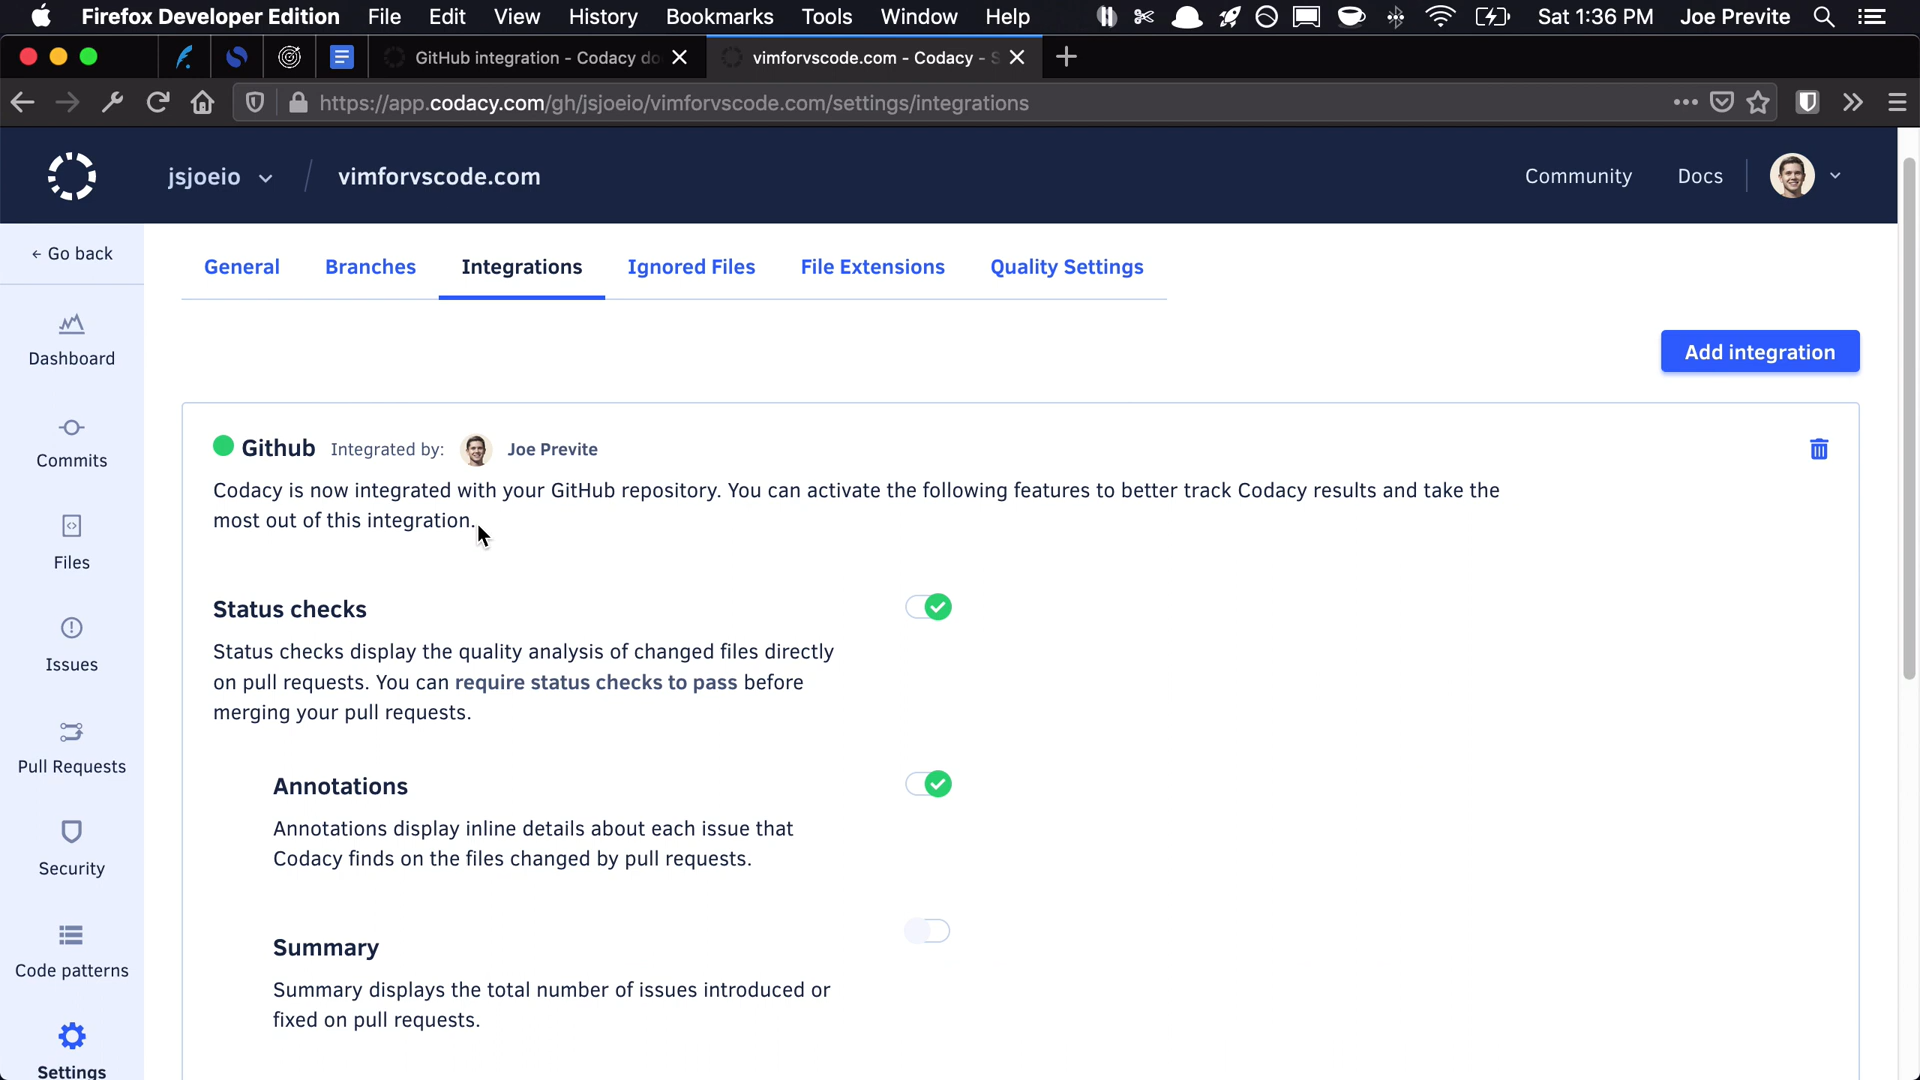 Firefox Developer Edition File Edit View History Bookmarks Tools Window Help Sat 1:36 PM Joe Previte
GitHub integration - Codacy do vimforvscode.com - Codacy - S
https://app.codacy.com/gh/jsjoeio/vimforvscode.com/settings/integrations
jsjoeio / vimforvscode.com Community Docs
← Go back
General Branches Integrations Ignored Files File Extensions Quality Settings
Dashboard
Add integration
Commits
Github Integrated by: Joe Previte
Codacy is now integrated with your GitHub repository. You can activate the following features to better track Codacy results and take the
most out of this integration.
Files
Issues
Status checks
Status checks display the quality analysis of changed files directly
on pull requests. You can require status checks to pass before
merging your pull requests.
Pull Requests
Annotations
Annotations display inline details about each issue that
Codacy finds on the files changed by pull requests.
Security
Code patterns
Summary
Summary displays the total number of issues introduced or
fixed on pull requests.
Settings